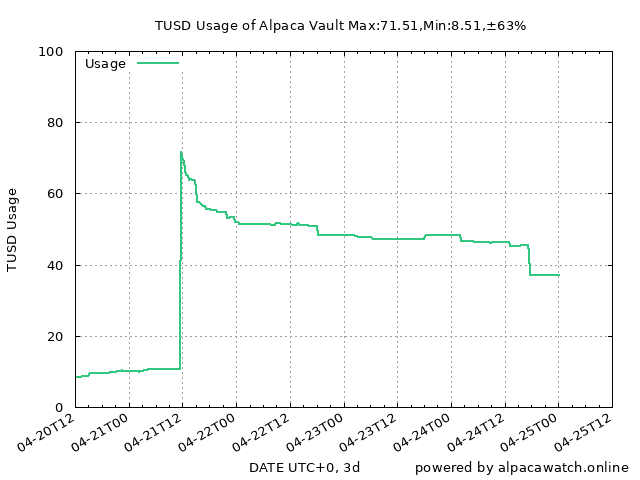 TUSD Usage of Alpaca Vault Max:71.51,Min:8.51,±63%
Usage
TUSD Usage
100
80
60
40
20
0
04-20T12
04-21T00
04-21T12
04-22T00
04-22T12
04-23T00
04-23T12
04-24T00
04-24T12
04-25T00
04-25T12
DATE UTC+0, 3d
powered by alpacawatch.online